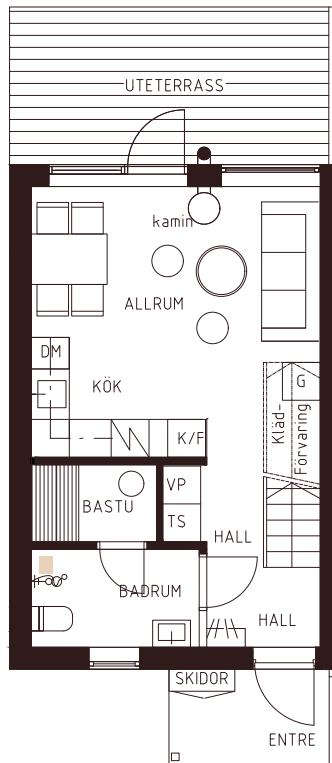 UTETERRASS
kamin
ALLRUM
DM
KÖK
G
Kläd-
Förvaring
K/F
VP
BASTU
TS
HALL
BADRUM
HALL
SKIDOR
ENTRE